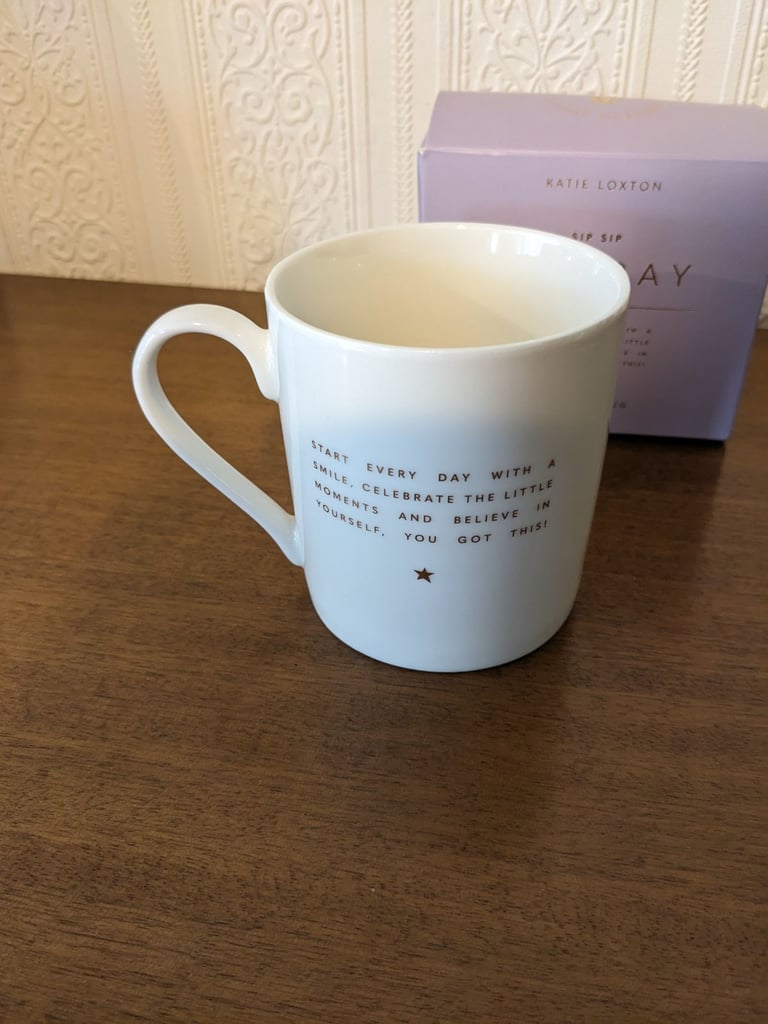 KATIE LOXTON
SIP SIP
START EVERY DAY WITH A
SMILE, CELEBRATE THE LITTLE
MOMENTS AND BELIEVE IN
YOURSELF, YOU GOT THIS!